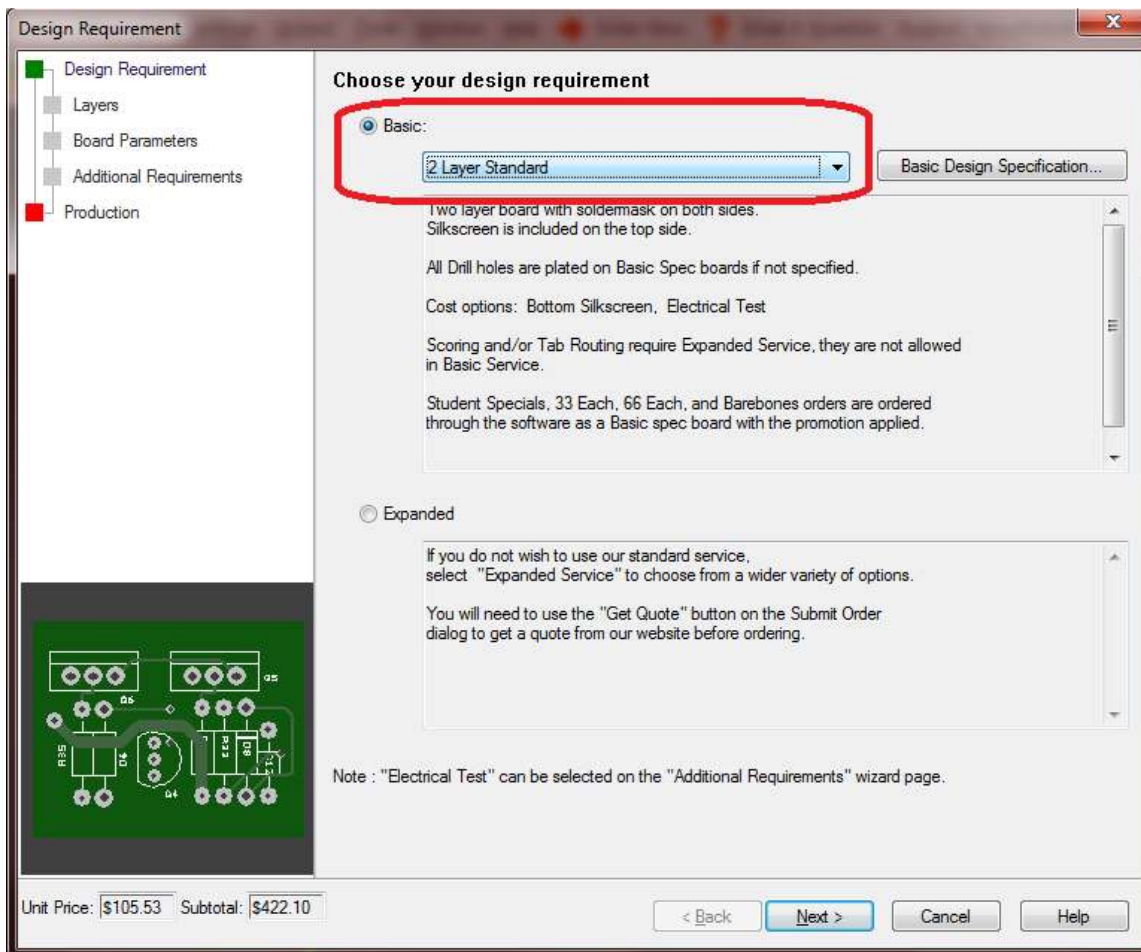 Design Requirement
Design Requirement
Layers
Board Parameters
Additional Requirements
Production
Choose your design requirement
Basic:
2 Layer Standard
Basic Design Specification...
Two layer board with soldermask on both sides.
Silkscreen is included on the top side.
All Drill holes are plated on Basic Spec boards if not specified.
Cost options: Bottom Silkscreen, Electrical Test
Scoring and/or Tab Routing require Expanded Service, they are not allowed
in Basic Service.
Student Specials, 33 Each, 66 Each, and Barebones orders are ordered
through the software as a Basic spec board with the promotion applied.
Expanded
If you do not wish to use our standard service,
select "Expanded Service" to choose from a wider variety of options.
You will need to use the "Get Quote" button on the Submit Order
dialog to get a quote from our website before ordering.
Note : "Electrical Test" can be selected on the "Additional Requirements" wizard page.
Unit Price: $105.53 Subtotal: $422.10
< Back
Next >
Cancel
Help